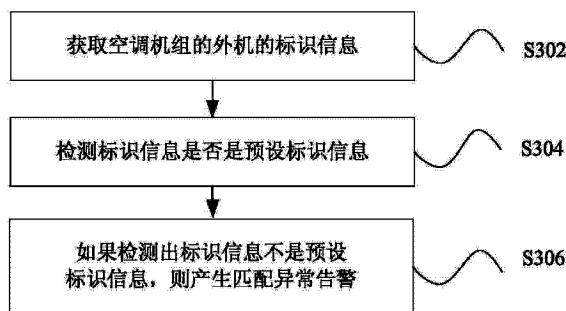 获取空调机组的外机的标识信息
S302
检测标识信息是否是预设标识信息
S304
如果检测出标识信息不是预设
标识信息，则产生匹配异常告警
S306